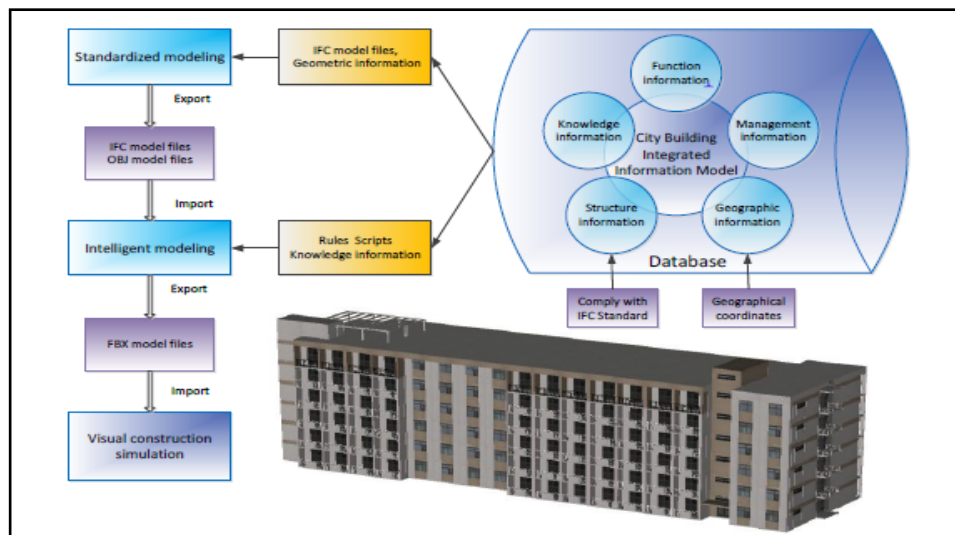 Standardized modeling
Export
IFC model files
OBJ model files
Import
Intelligent modeling
Export
FBX model files
Import
Visual construction
simulation
IFC model files,
Geometric information
Rules Scripts
Knowledge information
Function
information
Knowledge
information
Management
information
City Building
Integrated
Information Model
Structure
information
Geographic
information
Database
Comply with
IFC Standard
Geographical
coordinates